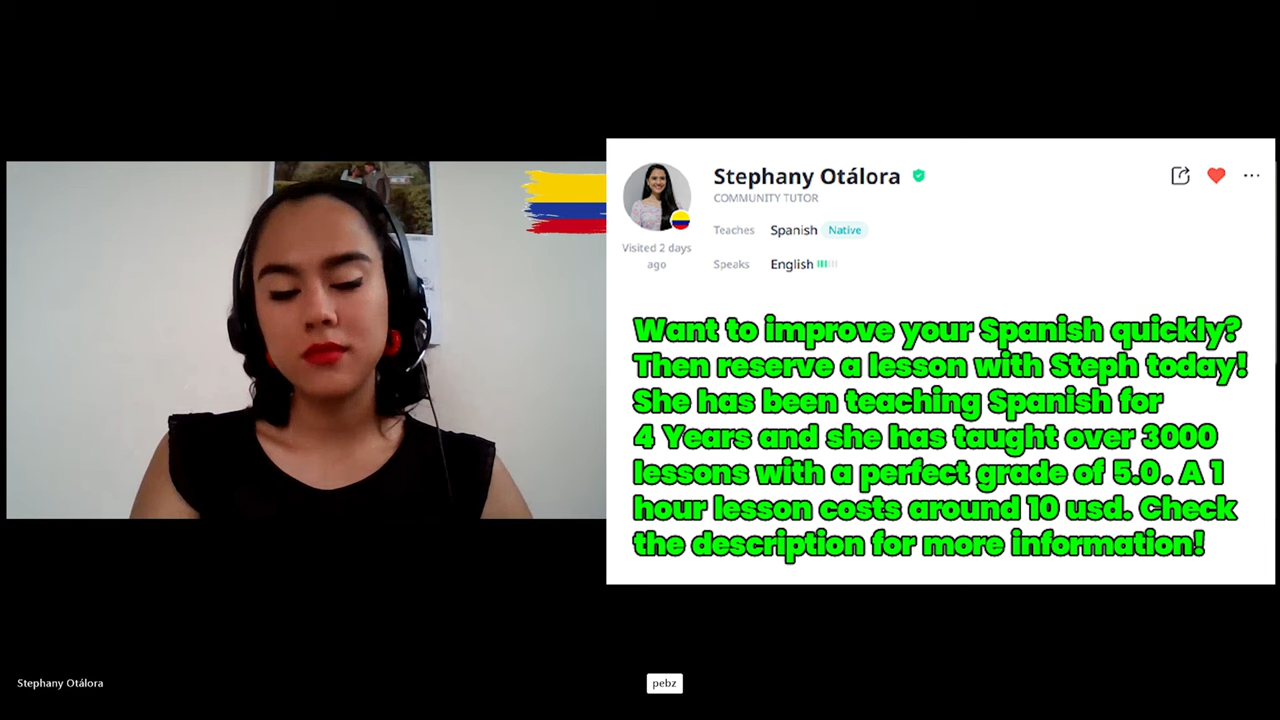 Stephany Otálora
COMMUNITY TUTOR
Visited 2 days
ago
Teaches Spanish Native
Speaks English
Want to improve your Spanish quickly?
Then reserve a lesson with Steph today!
She has been teaching Spanish for
4 Years and she has taught over 3000
lessons with a perfect grade of 5.0. A 1
hour lesson costs around 10 usd. Check
the description for more information!
Stephany Otálora
pebz